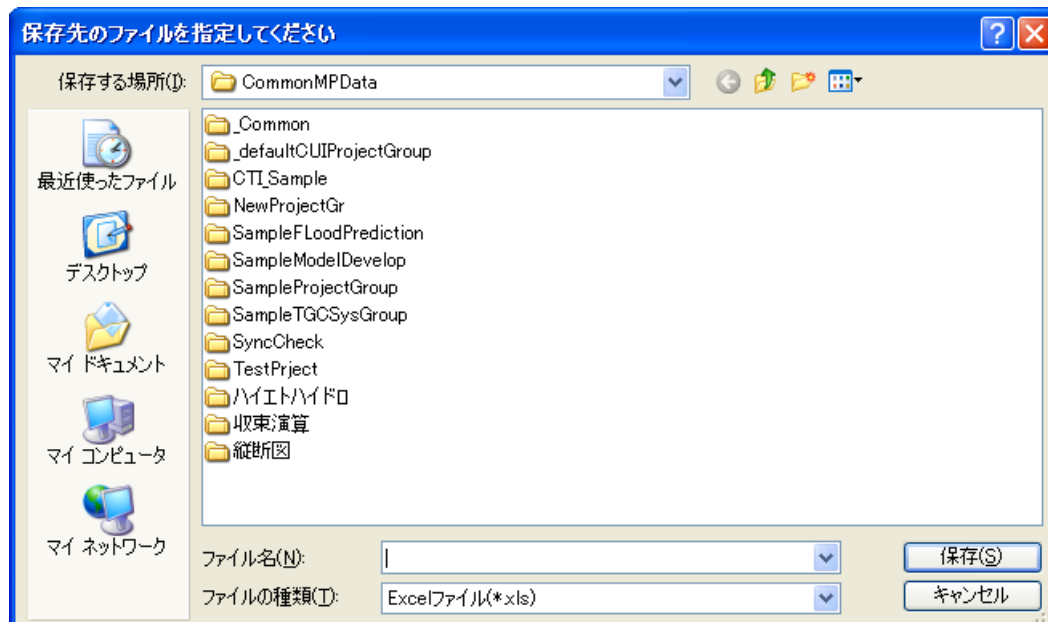 保存先のファイルを指定してください
保存する場所(I):
CommonMPData
最近使ったファイル
デスクトップ
マイ ドキュメント
マイ コンピュータ
マイ ネットワーク
_Common
_defaultCUIProjectGroup
CTI_Sample
NewProjectGr
SampleFLoodPrediction
SampleModelDevelop
SampleProjectGroup
SampleTGCSysGroup
SyncCheck
TestPrject
ハイエトハイドロ
収束演算
縦断図
ファイル名(N):
保存(S)
ファイルの種類(T):
Excelファイル(*.xls)
キャンセル